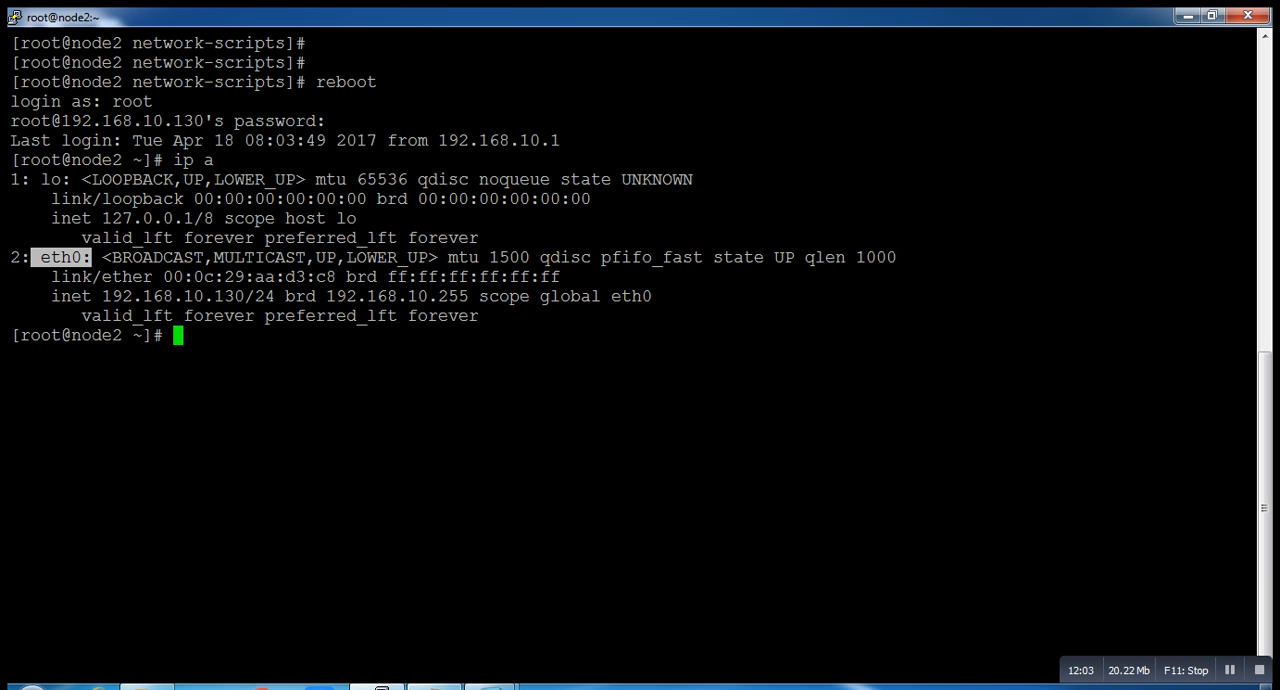 root@node2:~
[root@node2 network-scripts]#
[root@node2 network-scripts]#
[root@node2 network-scripts]# reboot
login as: root
root@192.168.10.130's password:
Last login: Tue Apr 18 08:03:49 2017 from 192.168.10.1
[root@node2 ~]# ip a
1: lo: <LOOPBACK,UP,LOWER_UP> mtu 65536 qdisc noqueue state UNKNOWN
    link/loopback 00:00:00:00:00:00 brd 00:00:00:00:00:00
    inet 127.0.0.1/8 scope host lo
       valid_lft forever preferred_lft forever
2: eth0: <BROADCAST,MULTICAST,UP,LOWER_UP> mtu 1500 qdisc pfifo_fast state UP qlen 1000
    link/ether 00:0c:29:aa:d3:c8 brd ff:ff:ff:ff:ff:ff
    inet 192.168.10.130/24 brd 192.168.10.255 scope global eth0
       valid_lft forever preferred_lft forever
[root@node2 ~]#
12:03 20.22 Mb F11: Stop